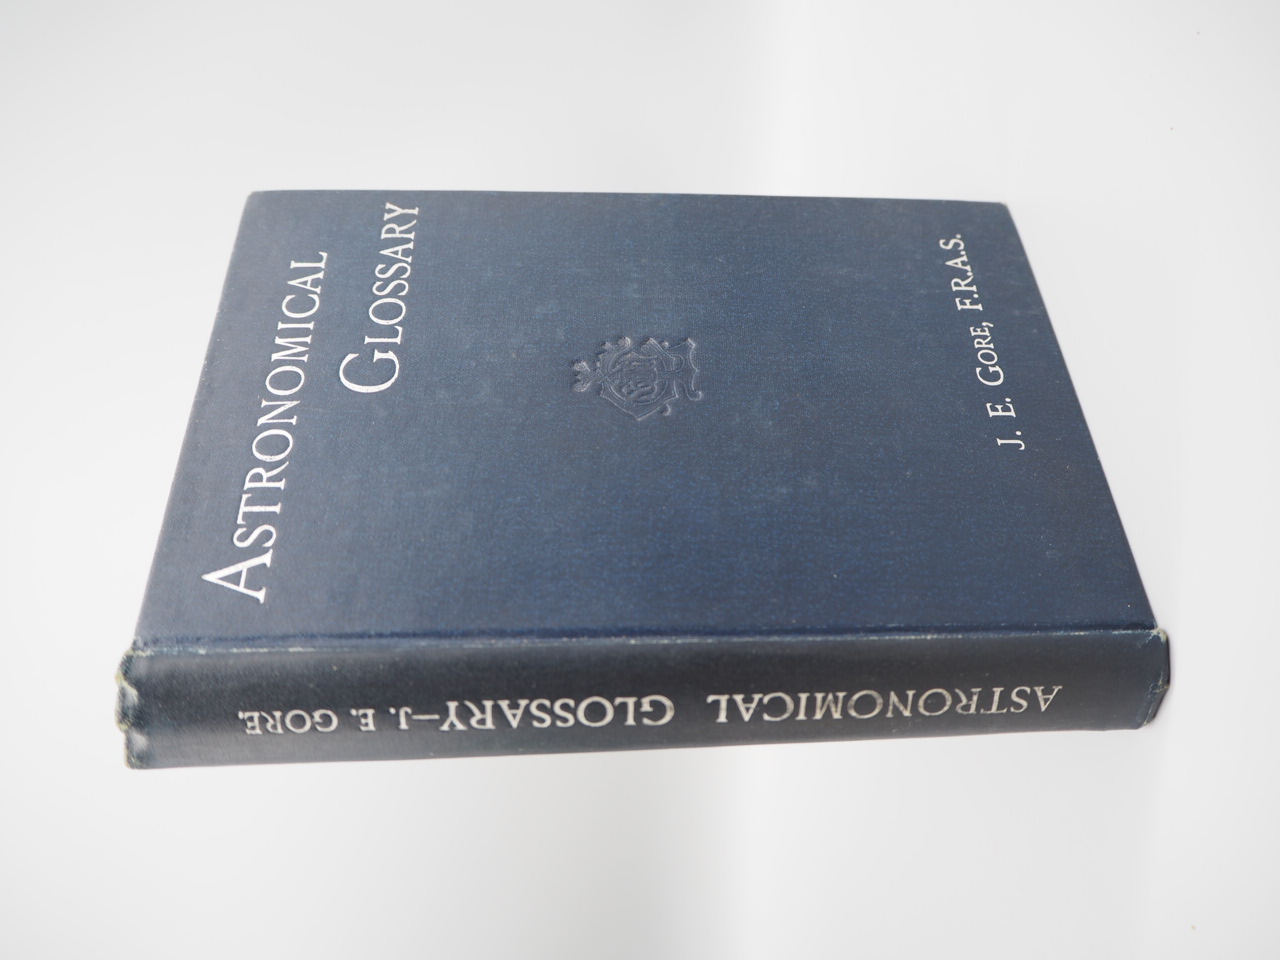 ASTRONOMICAL
GLOSSARY
J. E. GORE, F.R.A.S.
ASTRONOMICAL GLOSSARY—J. E. GORE.